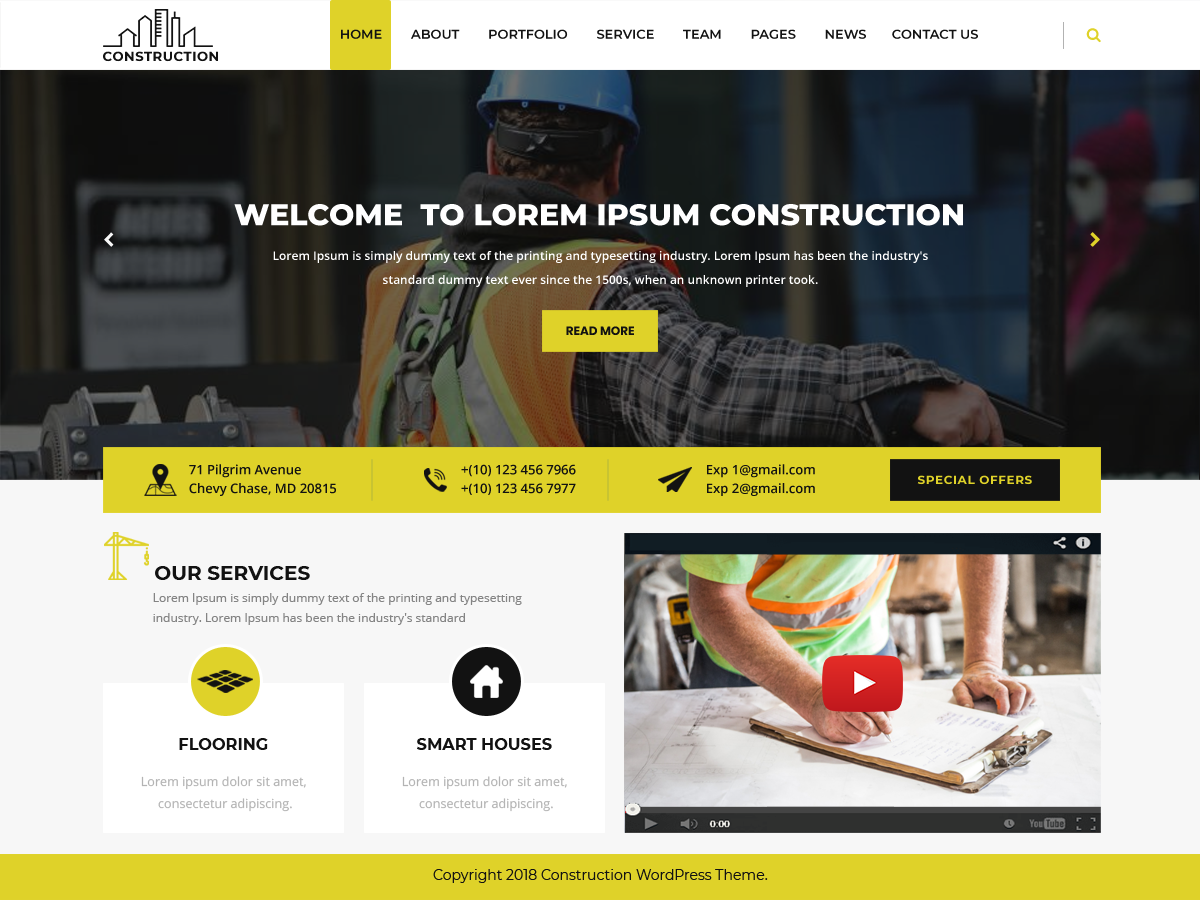 CONSTRUCTION
HOME ABOUT PORTFOLIO SERVICE TEAM PAGES NEWS CONTACT US
WELCOME TO LOREM IPSUM CONSTRUCTION
Lorem Ipsum is simply dummy text of the printing and typesetting industry. Lorem Ipsum has been the industry's
standard dummy text ever since the 1500s, when an unknown printer took.
READ MORE
71 Pilgrim Avenue
Chevy Chase, MD 20815
+(10) 123 456 7966
+(10) 123 456 7977
Exp 1@gmail.com
Exp 2@gmail.com
SPECIAL OFFERS
OUR SERVICES
Lorem Ipsum is simply dummy text of the printing and typesetting
industry. Lorem Ipsum has been the industry's standard
FLOORING
Lorem ipsum dolor sit amet,
consectetur adipiscing.
SMART HOUSES
Lorem ipsum dolor sit amet,
consectetur adipiscing.
0:00
YouTube
Copyright 2018 Construction WordPress Theme.